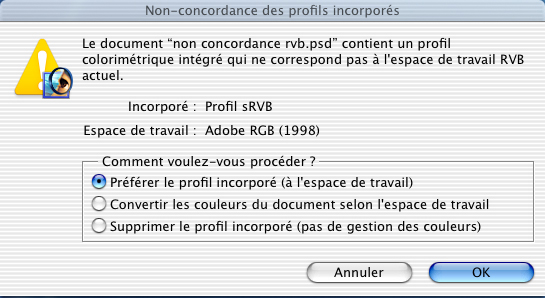 Non-concordance des profils incorporés
Le document “non concordance rvb.psd” contient un profil
colorimétrique intégré qui ne correspond pas à l'espace de travail RVB
actuel.
Incorporé : Profil sRVB
Espace de travail : Adobe RGB (1998)
Comment voulez-vous procéder ?
Préférer le profil incorporé (à l'espace de travail)
Convertir les couleurs du document selon l'espace de travail
Supprimer le profil incorporé (pas de gestion des couleurs)
Annuler
OK